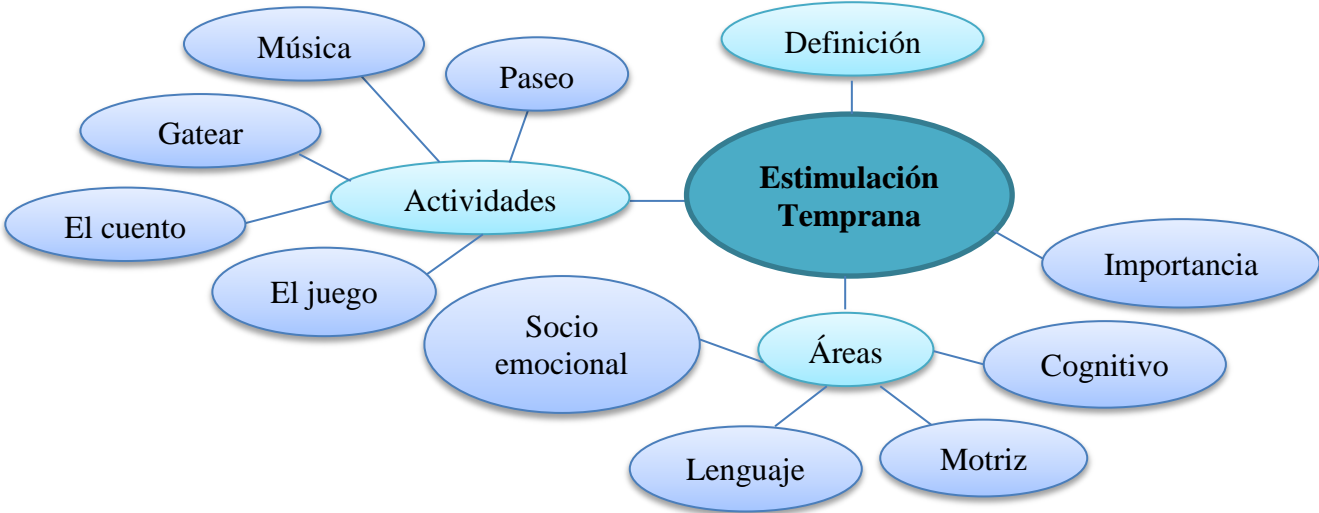 Música
Definición
Paseo
Gatear
Estimulación
Temprana
Actividades
El cuento
Importancia
El juego
Socio
emocional
Áreas
Cognitivo
Lenguaje
Motriz